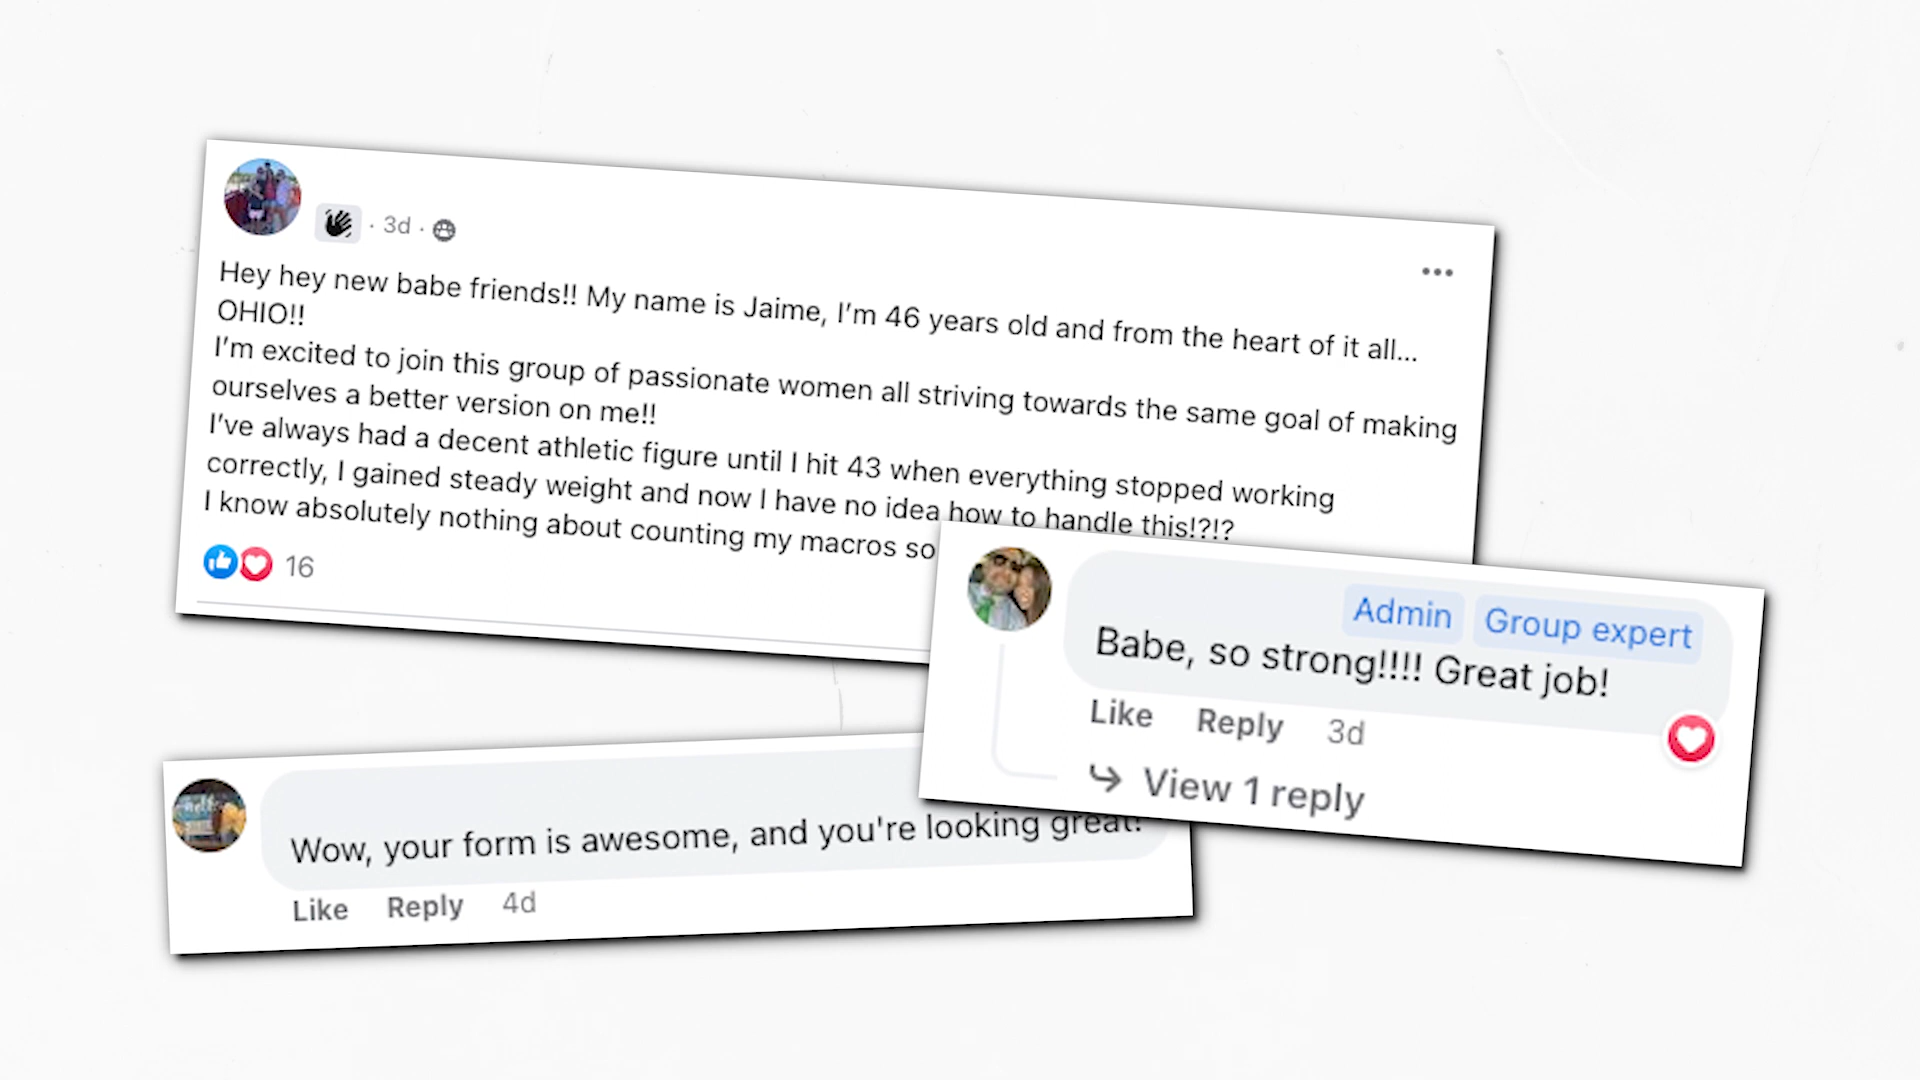 3d
Hey hey new babe friends!! My name is Jaime, I'm 46 years old and from the heart of it all...
OHIO!!
I'm excited to join this group of passionate women all striving towards the same goal of making
ourselves a better version on me!!
I've always had a decent athletic figure until I hit 43 when everything stopped working
correctly, I gained steady weight and now I have no idea how to handle this!?!?
I know absolutely nothing about counting my macros so
16
Admin Group expert
Babe, so strong!!!! Great job!
Like Reply 3d
View 1 reply
Wow, your form is awesome, and you're looking great!
Like Reply 4d